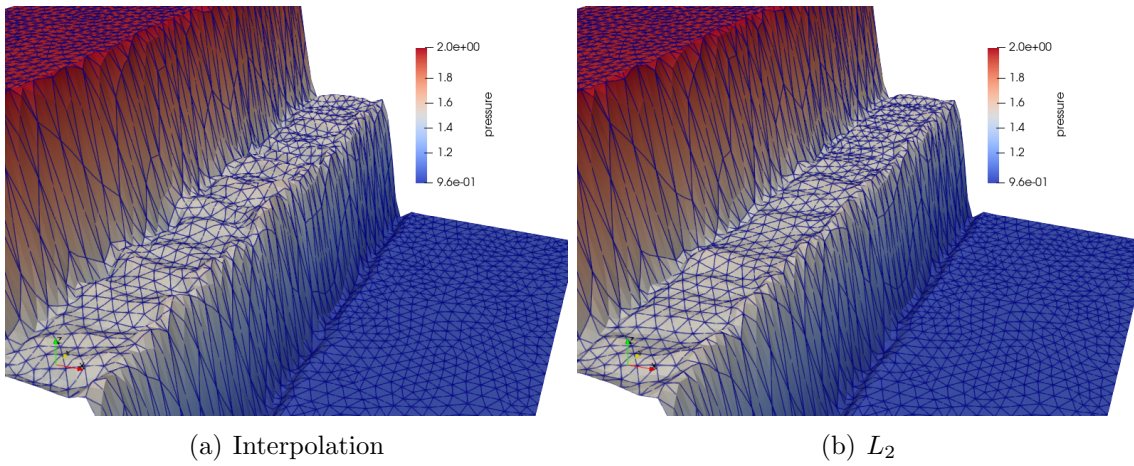 2.0e+00
1.8
1.6
1.4
1.2
9.6e-01
pressure
2.0e+00
1.8
1.6
1.4
1.2
9.6e-01
pressure
(a) Interpolation
(b) L₂